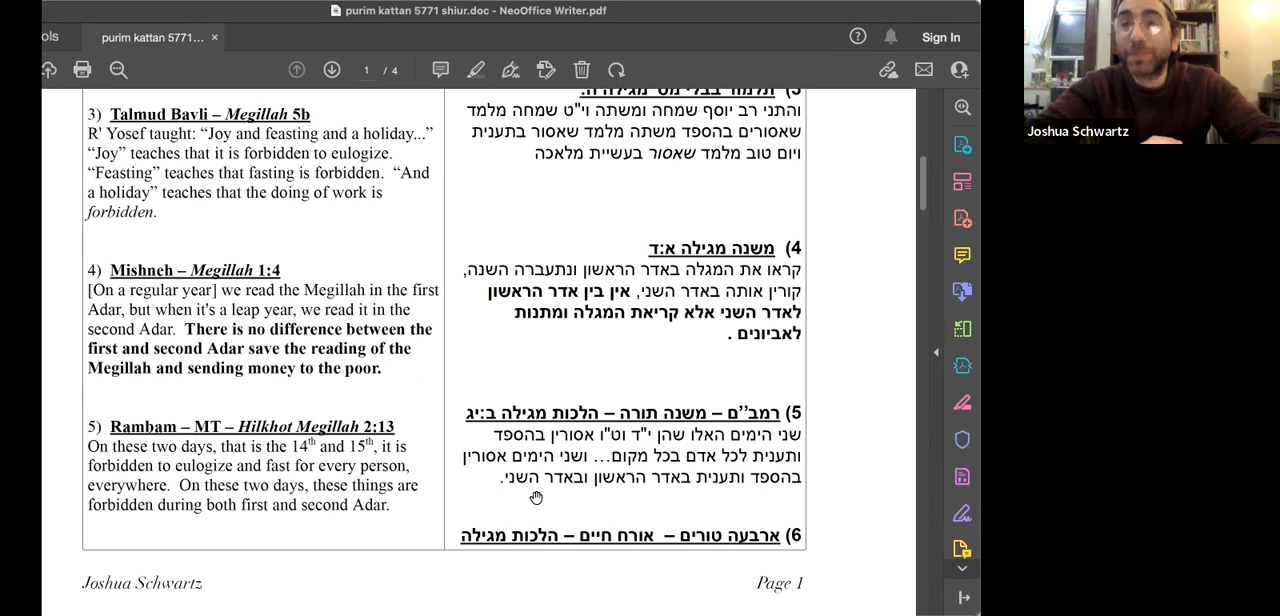 purim kattan 5771 shiur.doc - NeoOffice Writer.pdf
ols
purim kattan 5771... ×
Sign In
1 / 4
3) Talmud Bavli – Megillah 5b
R' Yosef taught: “Joy and feasting and a holiday...”
“Joy” teaches that it is forbidden to eulogize.
“Feasting” teaches that fasting is forbidden. “And
a holiday” teaches that the doing of work is
forbidden.
4) Mishneh – Megillah 1:4
[On a regular year] we read the Megillah in the first
Adar, but when it's a leap year, we read it in the
second Adar. There is no difference between the
first and second Adar save the reading of the
Megillah and sending money to the poor.
5) Rambam – MT – Hilkhot Megillah 2:13
On these two days, that is the 14th and 15th, it is
forbidden to eulogize and fast for every person,
everywhere. On these two days, these things are
forbidden during both first and second Adar.
והתני רב יוסף שמחה ומשתה וי"ט שמחה מלמד
שאסורים בהספד משתה מלמד שאסור בתענית
ויום טוב מלמד שאסור בעשיית מלאכה
4) משנה מגילה א:ד
קראו את המגלה באדר הראשון ונתעברה השנה,
קורין אותה באדר השני, אין בין אדר הראשון
לאדר השני אלא קריאת המגלה ומתנות
לאביונים .
5) רמב’’ם – משנה תורה – הלכות מגילה ב:יג
שני הימים האלו שהן י"ד וט"ו אסורין בהספד
ותענית לכל אדם בכל מקום... ושני הימים אסורין
בהספד ותענית באדר הראשון ובאדר השני.
6) ארבעה טורים – אורח חיים – הלכות מגילה
Joshua Schwartz
Page 1
Joshua Schwartz